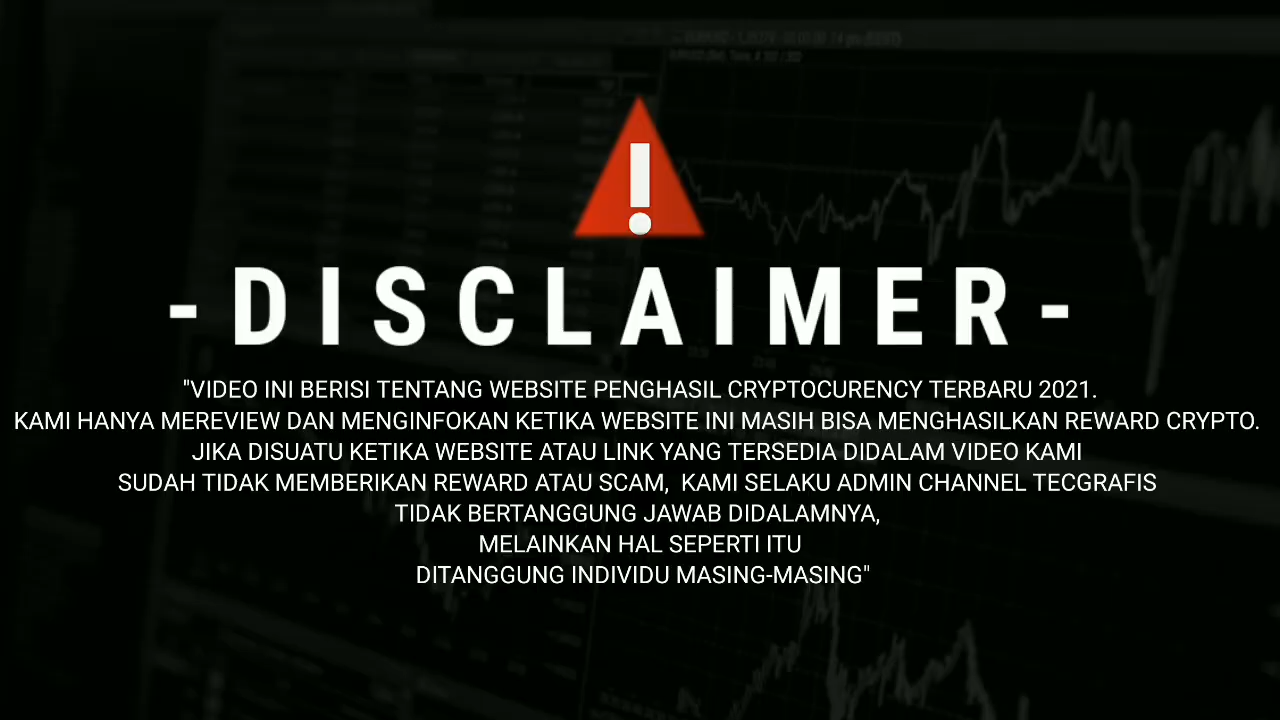 - DISCLAIMER -
"VIDEO INI BERISI TENTANG WEBSITE PENGHASIL CRYPTOCURENCY TERBARU 2021.
KAMI HANYA MEREVIEW DAN MENGINFOKAN KETIKA WEBSITE INI MASIH BISA MENGHASILKAN REWARD CRYPTO.
JIKA DISUATU KETIKA WEBSITE ATAU LINK YANG TERSEDIA DIDALAM VIDEO KAMI
SUDAH TIDAK MEMBERIKAN REWARD ATAU SCAM, KAMI SELAKU ADMIN CHANNEL TECGRAFIS
TIDAK BERTANGGUNG JAWAB DIDALAMNYA,
MELAINKAN HAL SEPERTI ITU
DITANGGUNG INDIVIDU MASING-MASING"